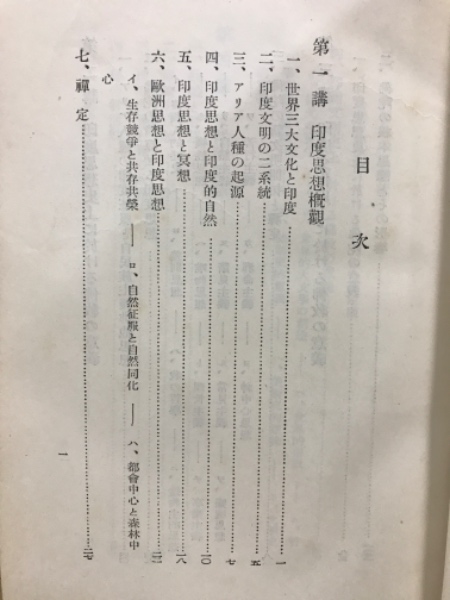 目次
第一講 印度思想概觀
一、世界三大文化と印度……一
二、印度文明の二系統……五
三、アリア人種の起源……七
四、印度思想と印度的自然……一〇
五、印度思想と冥想……一八
六、歐洲思想と印度思想……二二
イ、生存競爭と共存共榮――ロ、自然征服と自然同化――ハ、都會中心と森林中
心
七、禪定……二七
一